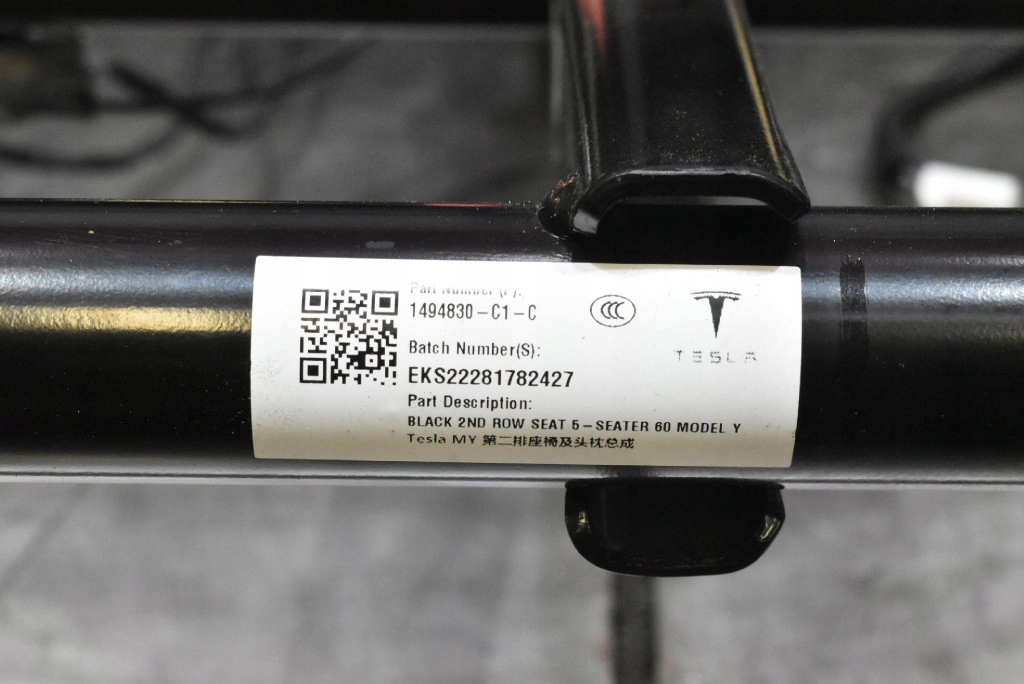 Part Number (P):
1494830-C1-C
Batch Number(S):
EKS22281782427
Part Description:
BLACK 2ND ROW SEAT 5-SEATER 60 MODEL Y
Tesla MY 第二排座椅及头枕总成
CCC
TESLA